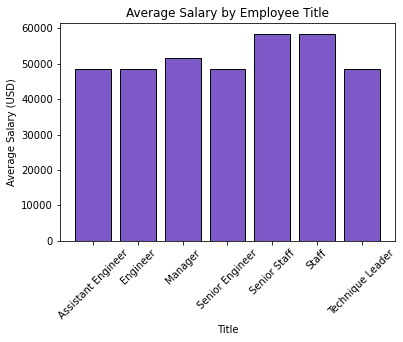 Average Salary by Employee Title
Average Salary (USD)
60000
50000
40000
30000
20000
10000
0
Assistant Engineer
Engineer
Manager
Senior Engineer
Senior Staff
Staff
Technique Leader
Title